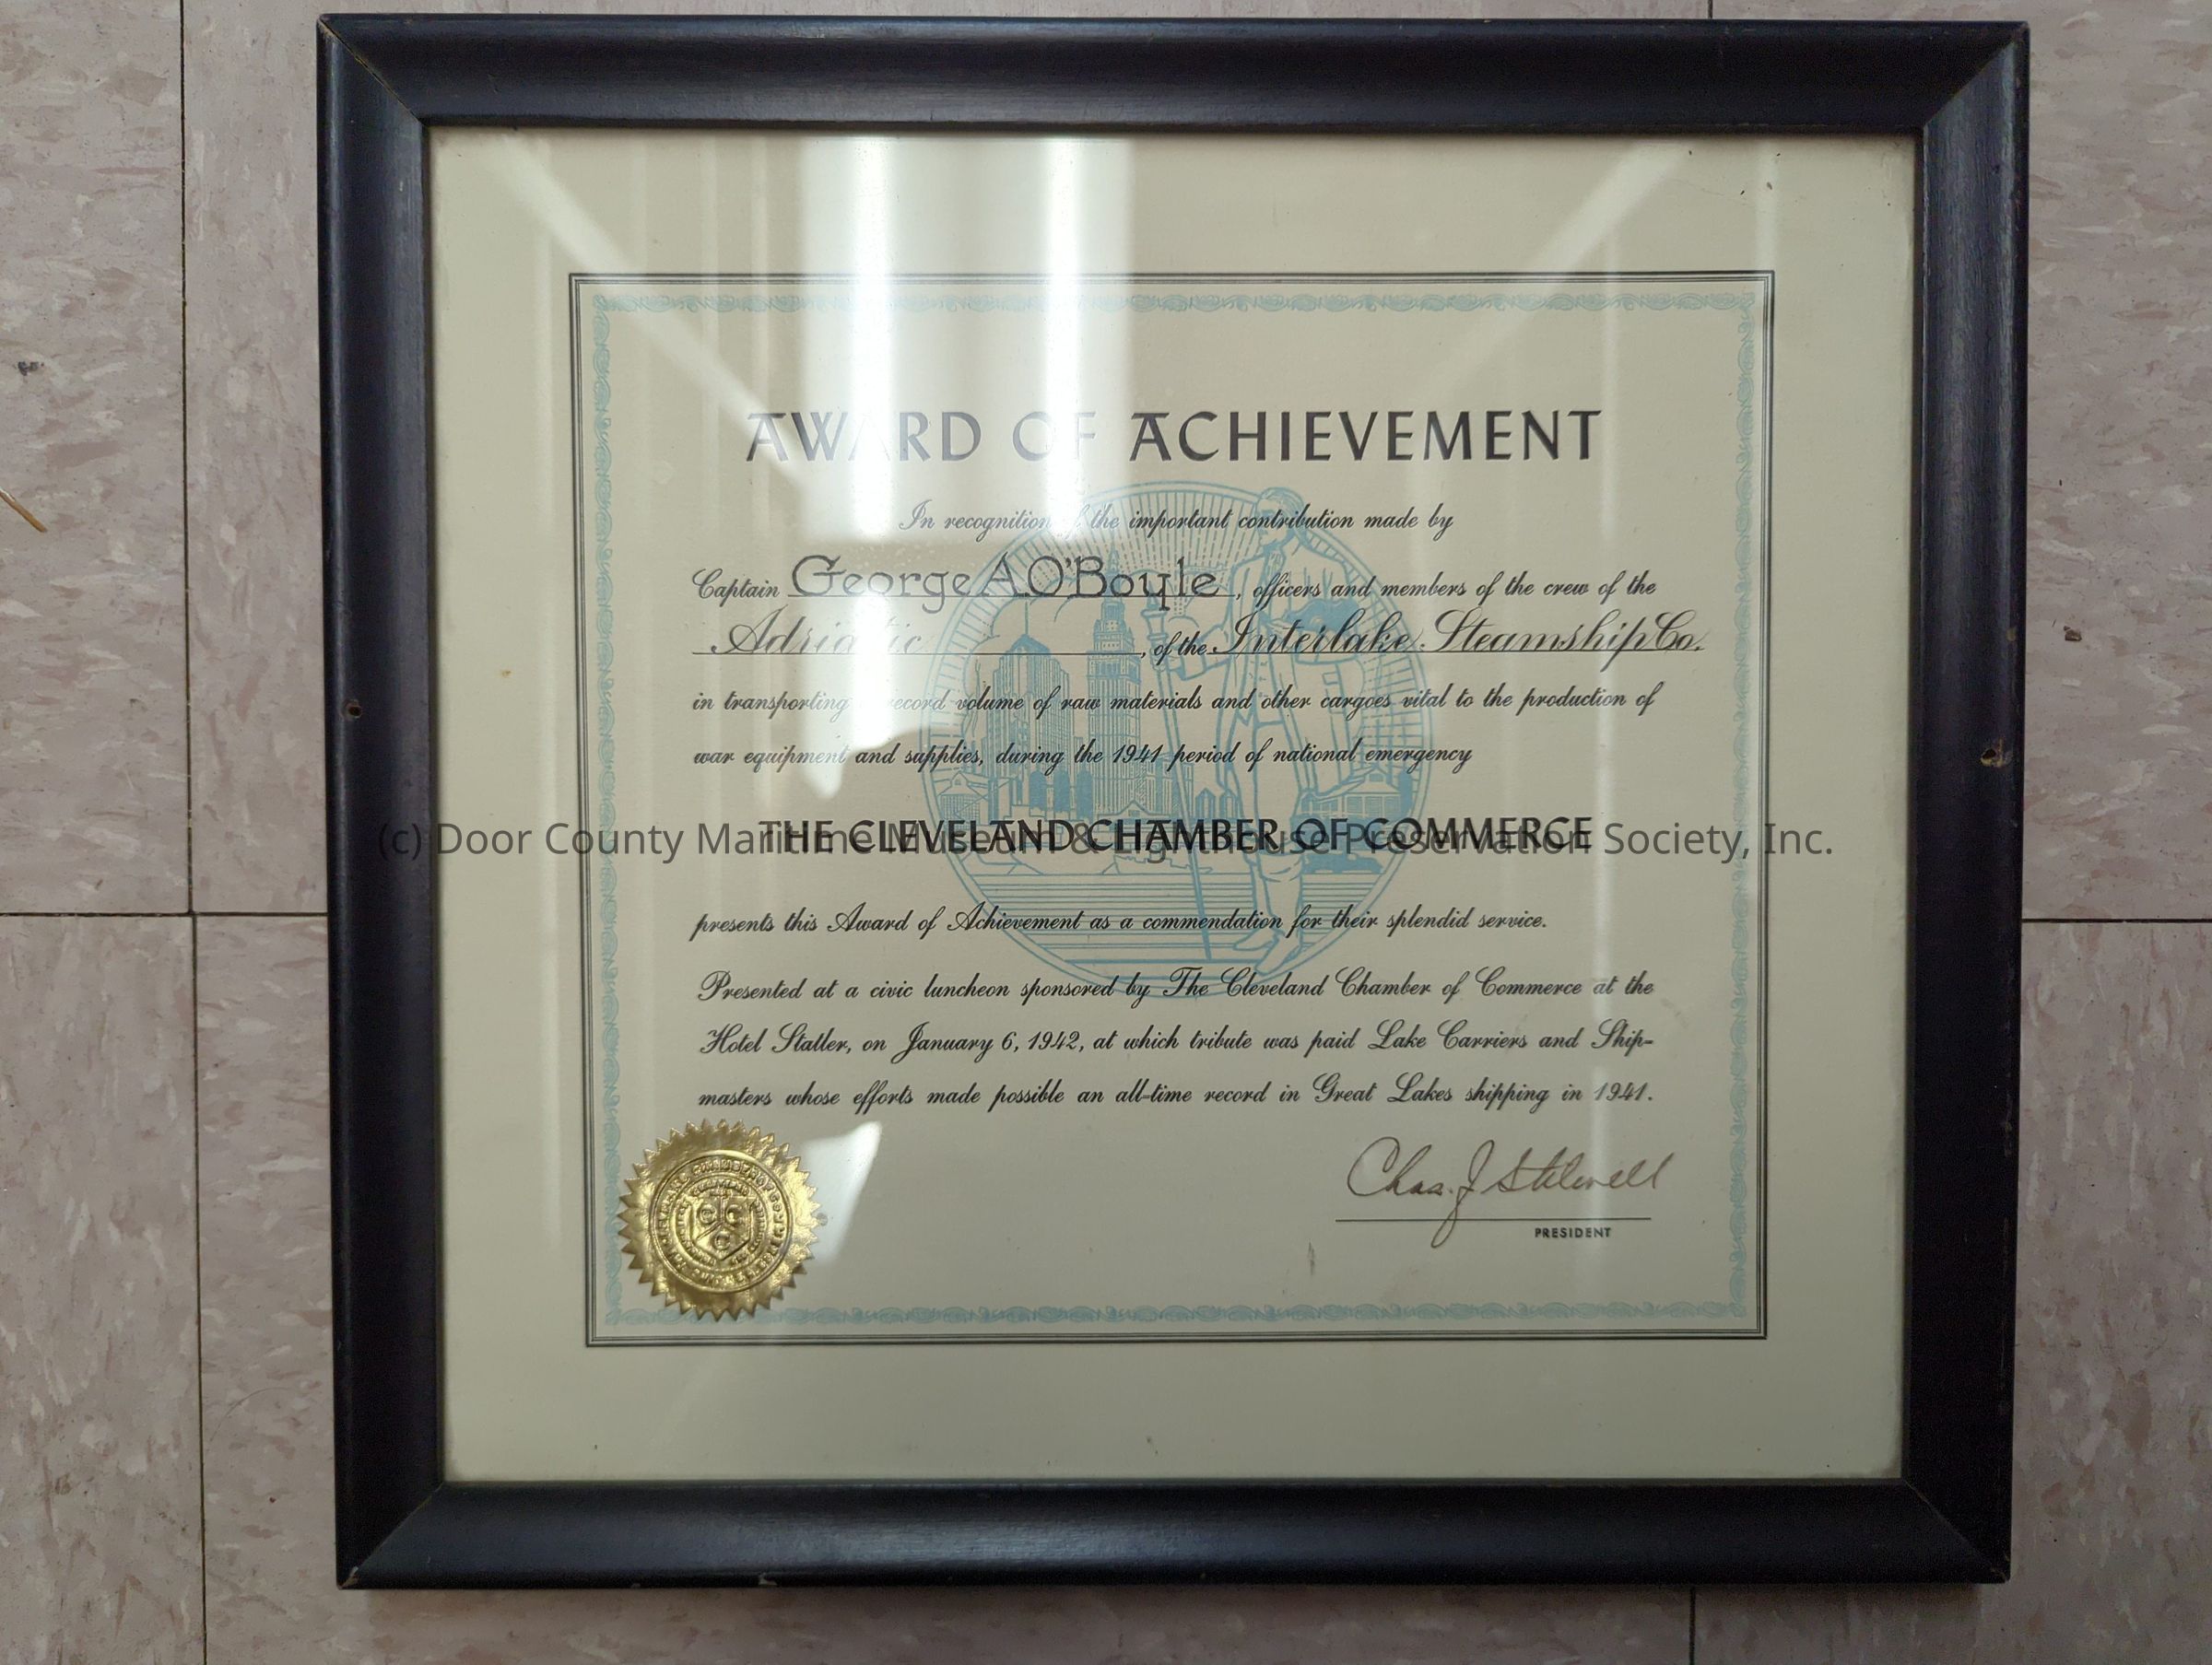 AWARD OF ACHIEVEMENT
In recognition of the important contribution made by
Captain George A O'Boyle, officers and members of the crew of the
Adriatic, of the Interlake Steamship Co.
in transporting record volume of raw materials and other cargoes vital to the production of
war equipment and supplies, during the 1941 period of national emergency
THE CLEVELAND CHAMBER OF COMMERCE
(c) Door County Maritime Museum & Lighthouse Preservation Society, Inc.
presents this Award of Achievement as a commendation for their splendid service.
Presented at a civic luncheon sponsored by The Cleveland Chamber of Commerce at the
Hotel Statler, on January 6, 1942, at which tribute was paid Lake Carriers and Ship-
masters whose efforts made possible an all-time record in Great Lakes shipping in 1941.
Chas. J Stilwell
PRESIDENT